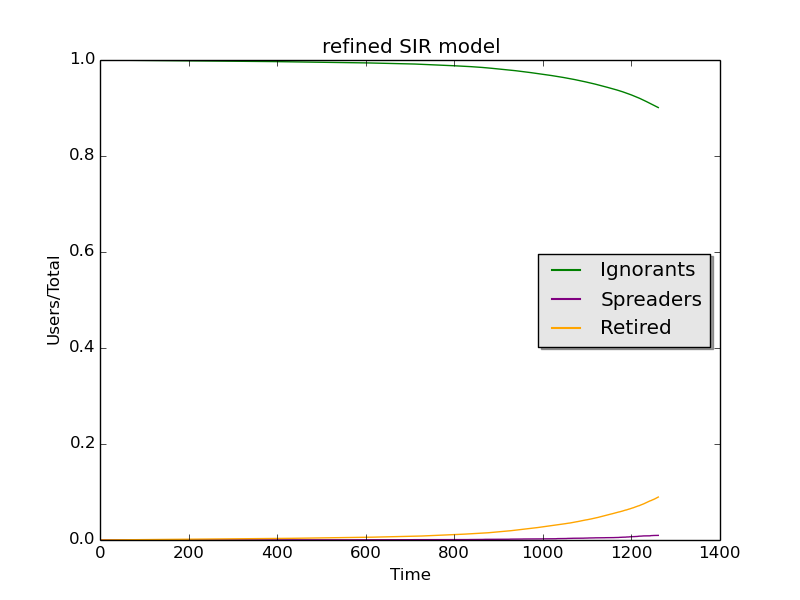 refined SIR model
1.0
0.8
0.6
0.4
0.2
0.0
Users/Total
Ignorants
Spreaders
Retired
0 200 400 600 800 1000 1200 1400
Time